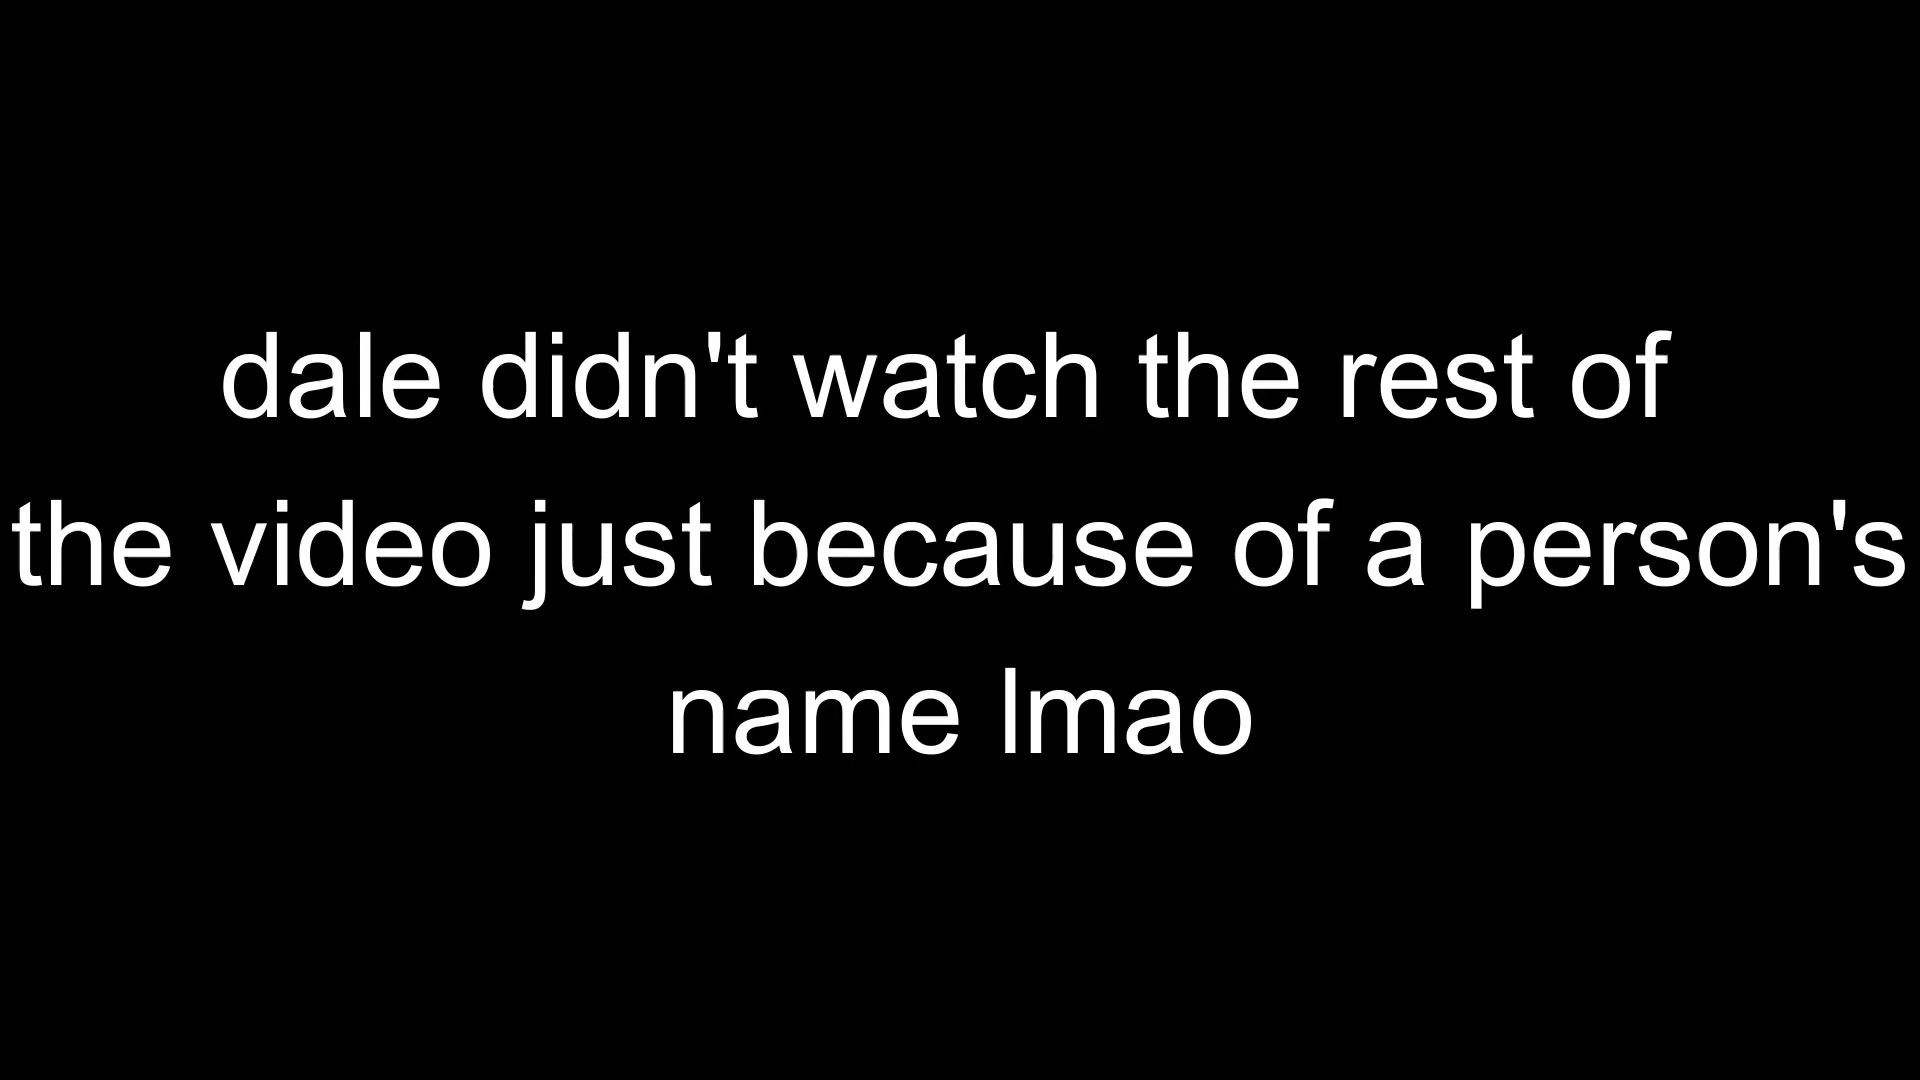 dale didn't watch the rest of
the video just because of a person's
name lmao